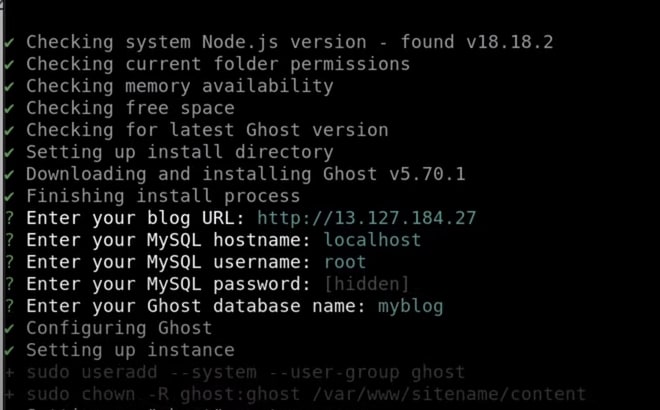 ✔ Checking system Node.js version - found v18.18.2
✔ Checking current folder permissions
✔ Checking memory availability
✔ Checking free space
✔ Checking for latest Ghost version
✔ Setting up install directory
✔ Downloading and installing Ghost v5.70.1
✔ Finishing install process
? Enter your blog URL: http://13.127.184.27
? Enter your MySQL hostname: localhost
? Enter your MySQL username: root
? Enter your MySQL password: [hidden]
? Enter your Ghost database name: myblog
✔ Configuring Ghost
✔ Setting up instance
+ sudo useradd --system --user-group ghost
+ sudo chown -R ghost:ghost /var/www/sitename/content